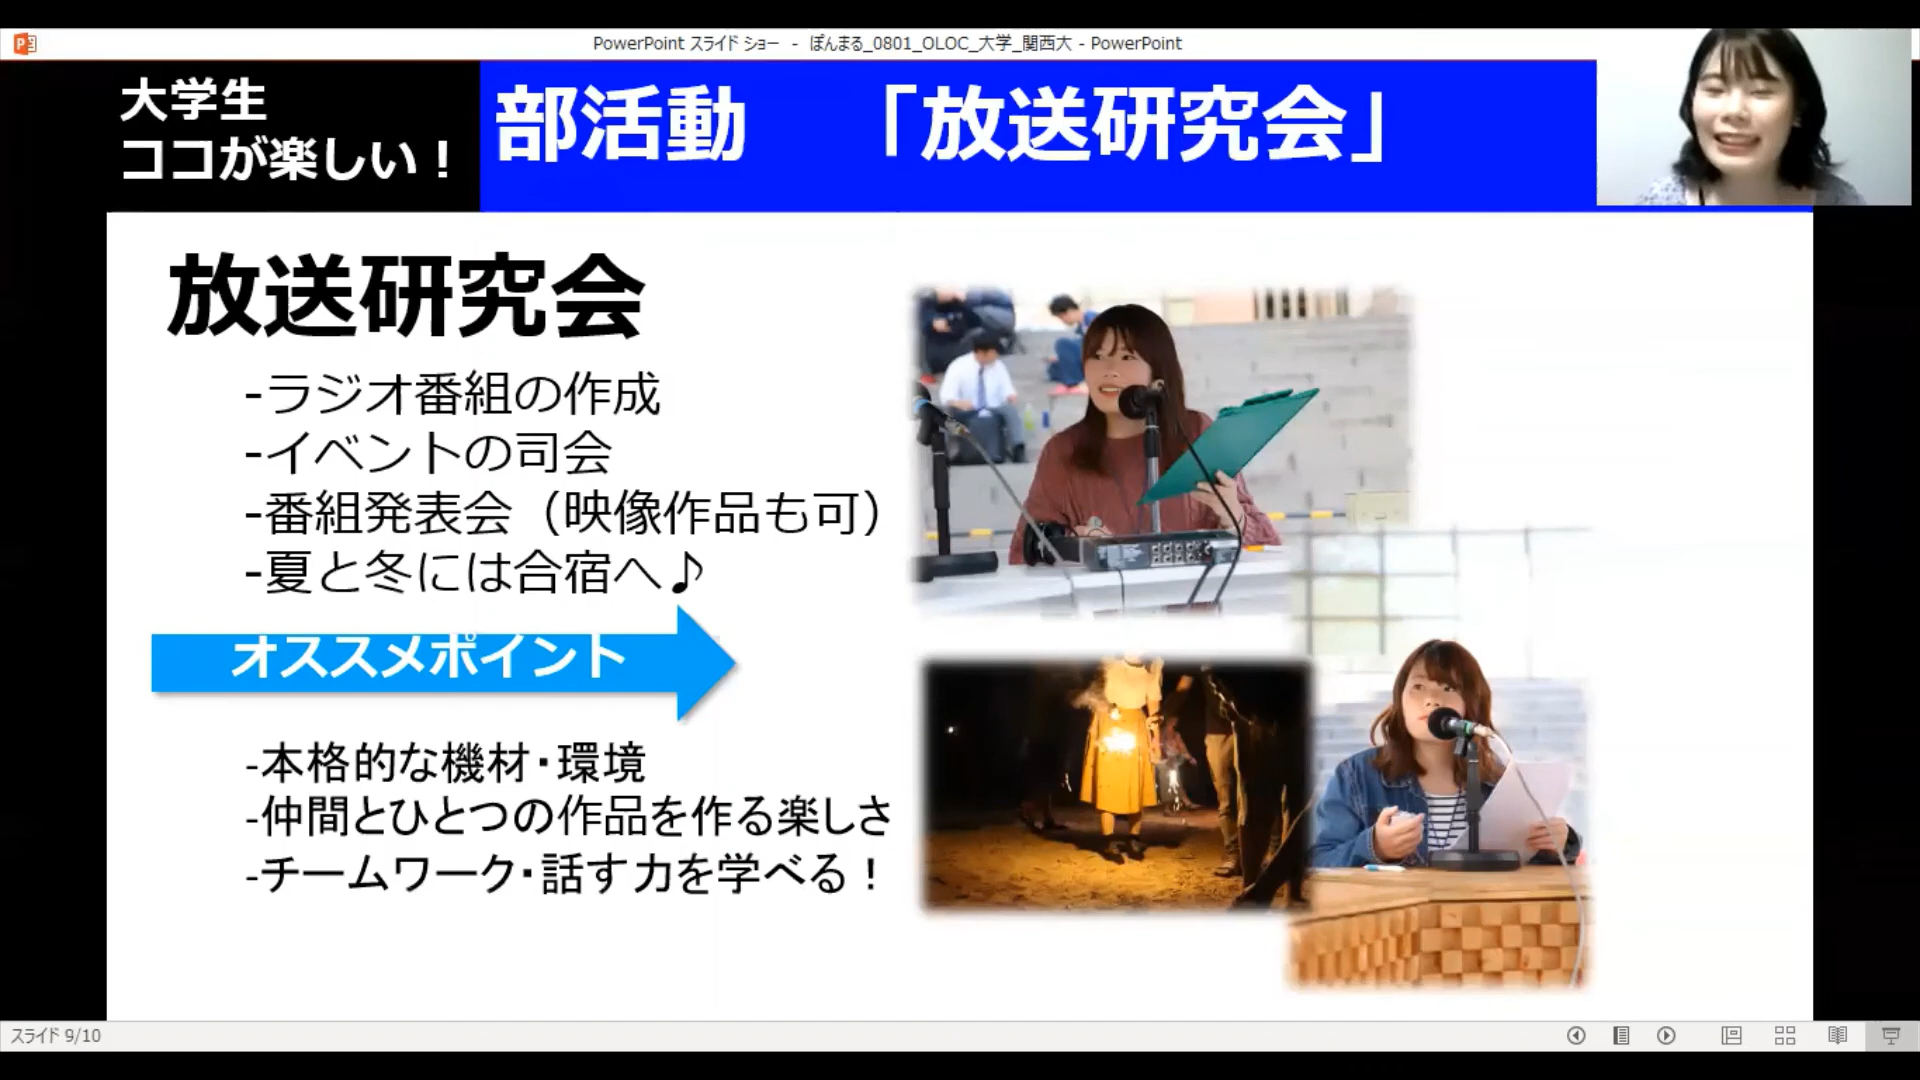 PowerPoint スライド ショー - ぽんまる_0801_OLOC_大学_関西大 - PowerPoint
大学生
ココが楽しい！
部活動 「放送研究会」
放送研究会
-ラジオ番組の作成
-イベントの司会
-番組発表会（映像作品も可）
-夏と冬には合宿へ♪
オススメポイント
-本格的な機材・環境
-仲間とひとつの作品を作る楽しさ
-チームワーク・話す力を学べる！
スライド 9/10